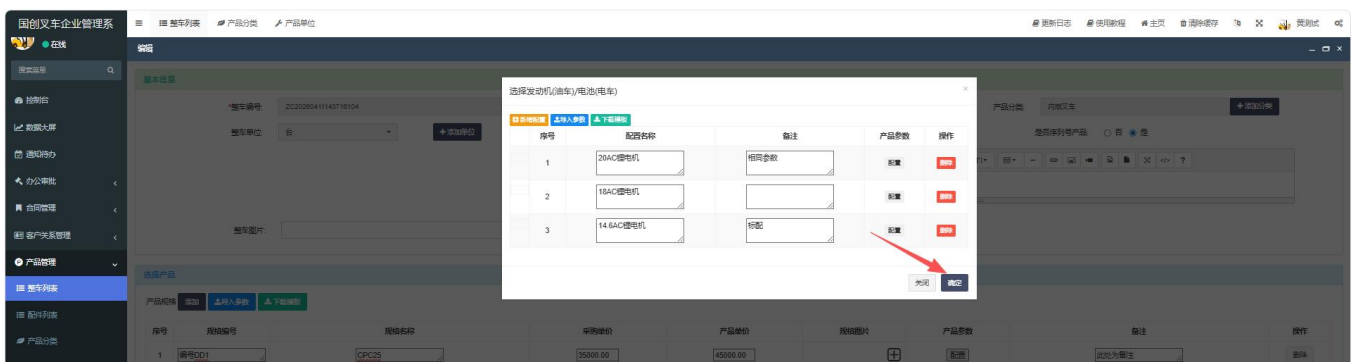 国创叉车企业管理系
整车列表 产品分类 产品单位
更新日志 使用教程 主页 清除缓存 黄测试
在线
编辑
搜索菜单
基本信息
控制台
数据大屏
通知待办
办公审批
合同管理
客户关系管理
产品管理
整车列表
配件列表
产品分类
*整车编号: ZC20260411143716104
产品分类: 内燃叉车 +添加分类
整车单位: 台 +添加单位
是否序列号产品: 否 是
整车图片:
选择发动机(油车)/电池(电车) ×
新增配置 导入参数 下载模板
序号 配置名称 备注 产品参数 操作
1 20AC锂电机 相同参数 配置 删除
2 18AC锂电机 配置 删除
3 14.6AC锂电机 标配 配置 删除
关闭 确定
选择产品
产品规格 添加 导入参数 下载模板
序号 规格编号 规格名称 采购单价 产品单价 规格图片 产品参数 备注 操作
1 编号OD1 CPC25 35000.00 45000.00 配置 此处为备注 删除